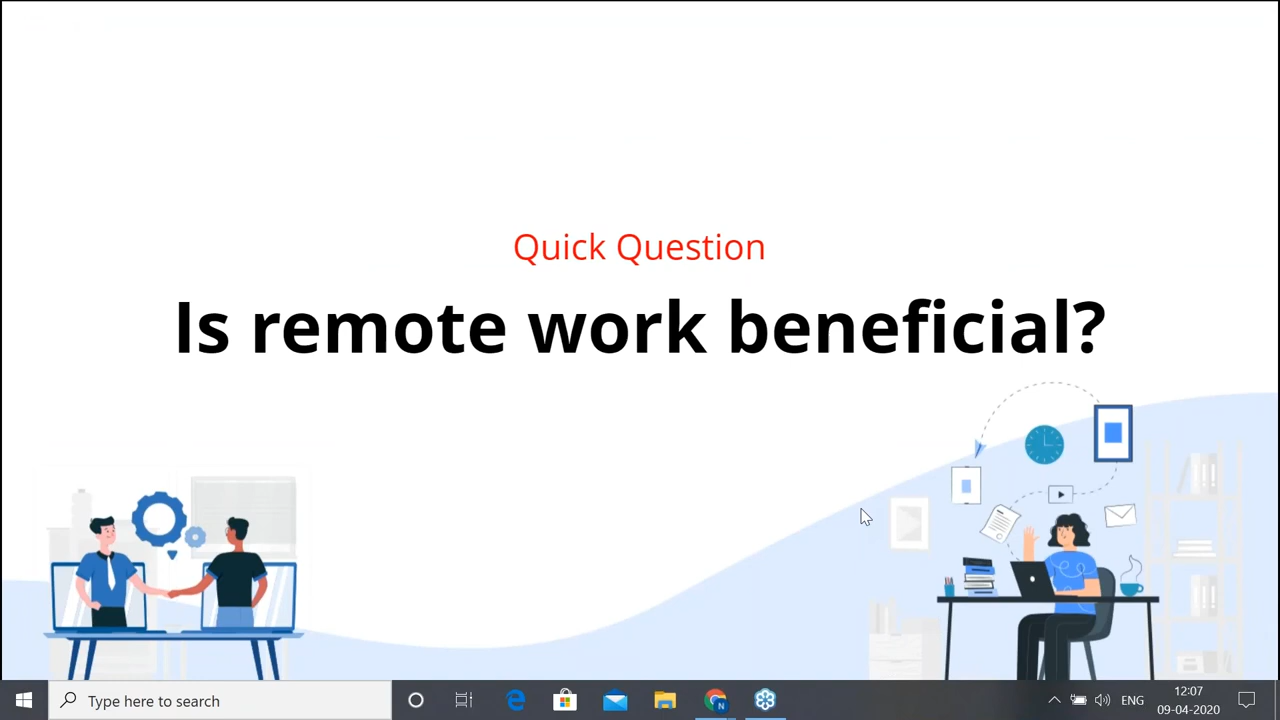 Quick Question
Is remote work beneficial?
Type here to search
N
ENG
12:07
09-04-2020